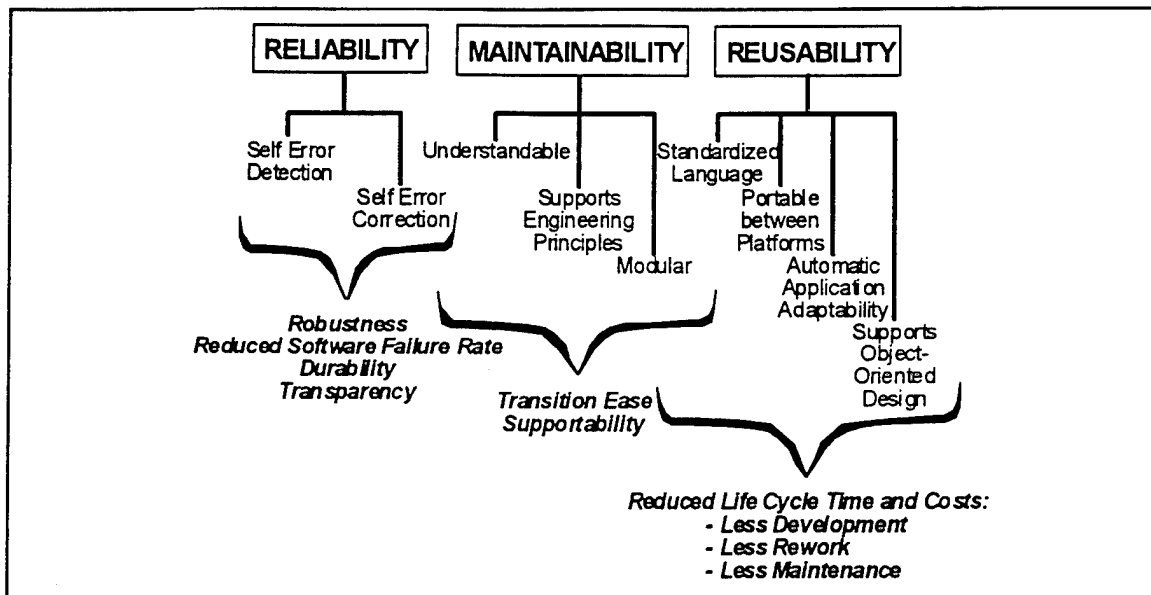 RELIABILITY
Self Error
Detection
Self Error
Correction
Robustness
Reduced Software Failure Rate
Durability
Transparency
MAINTAINABILITY
Understandable
Supports
Engineering
Principles
Modular
Transition Ease
Supportability
REUSABILITY
Standardized
Language
Portable
between
Platforms
Automatic
Application
Adaptability
Supports
Object-
Oriented
Design
Reduced Life Cycle Time and Costs:
- Less Development
- Less Rework
- Less Maintenance